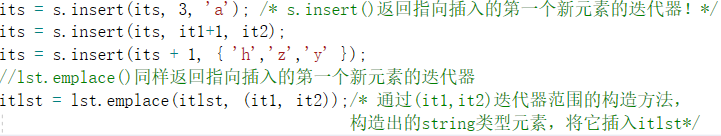 its = s.insert(its, 3, 'a'); /* s.insert()返回指向插入的第一个新元素的迭代器！*/
its = s.insert(its, it1+1, it2);
its = s.insert(its + 1, { 'h','z','y' });
//lst.emplace()同样返回指向插入的第一个新元素的迭代器
itlst = lst.emplace(itlst, (it1, it2));/* 通过(it1,it2)迭代器范围的构造方法，
构造出的string类型元素，将它插入itlst*/